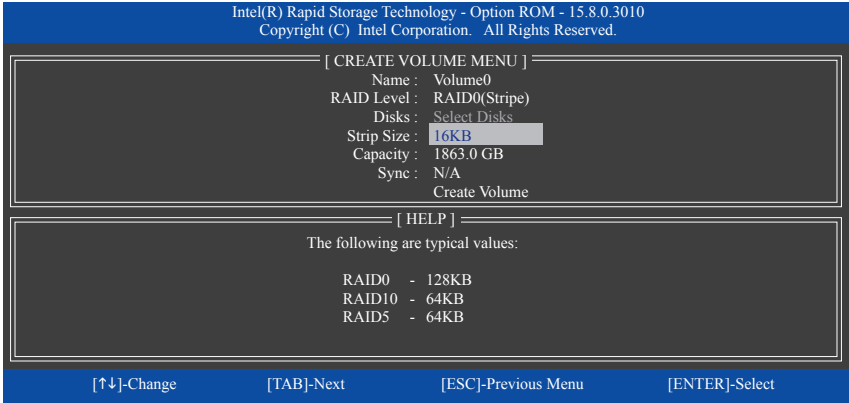 Intel(R) Rapid Storage Technology - Option ROM - 15.8.0.3010
Copyright (C) Intel Corporation. All Rights Reserved.
[ CREATE VOLUME MENU ]
Name : Volume0
RAID Level : RAID0(Stripe)
Disks : Select Disks
Strip Size : 16KB
Capacity : 1863.0 GB
Sync : N/A
Create Volume
[ HELP ]
The following are typical values:
RAID0 - 128KB
RAID10 - 64KB
RAID5 - 64KB
[↑↓]-Change [TAB]-Next [ESC]-Previous Menu [ENTER]-Select